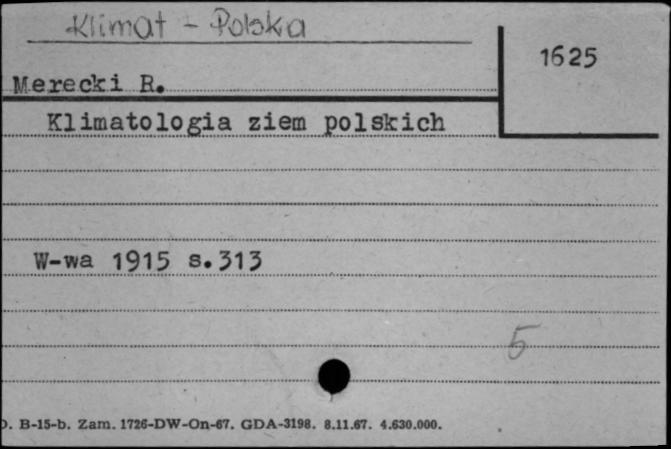 Klimat - Polska
1625
Merecki R.
Klimatologia ziem polskich
W-wa 1915 s.313
5
. B-15-b. Zam. 1726-DW-On-67. GDA-3198. 8.11.67. 4.630.000.